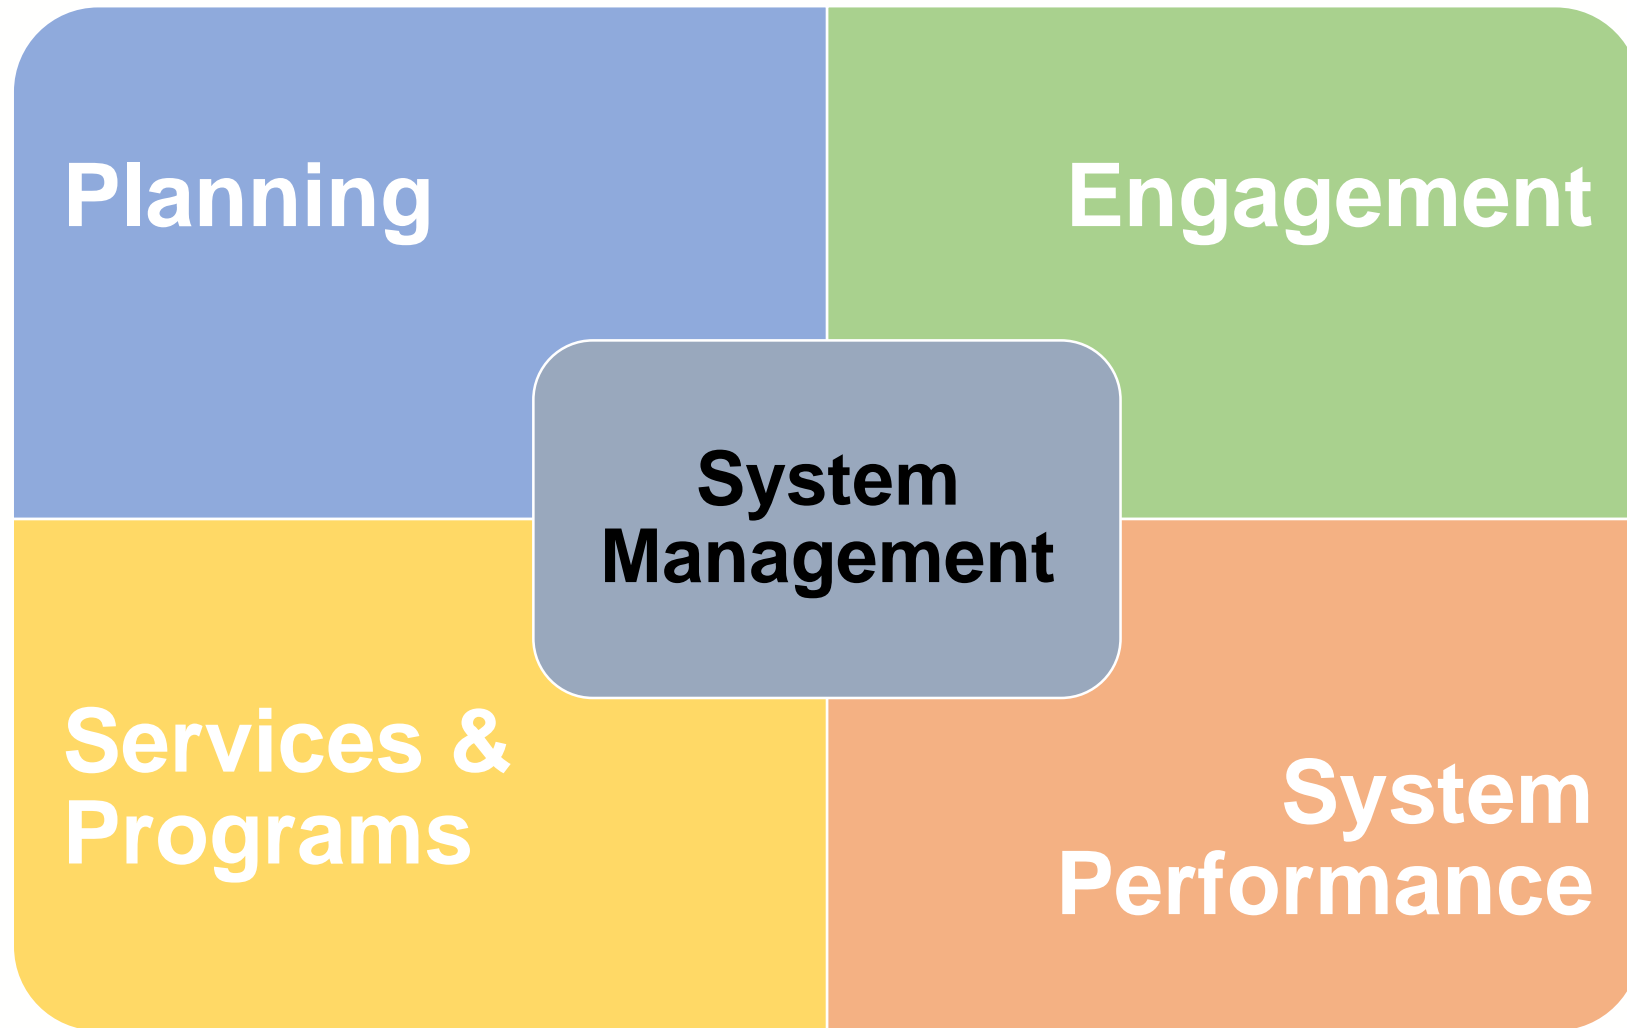 Planning
Engagement
System
Management
Services &
Programs
System
Performance